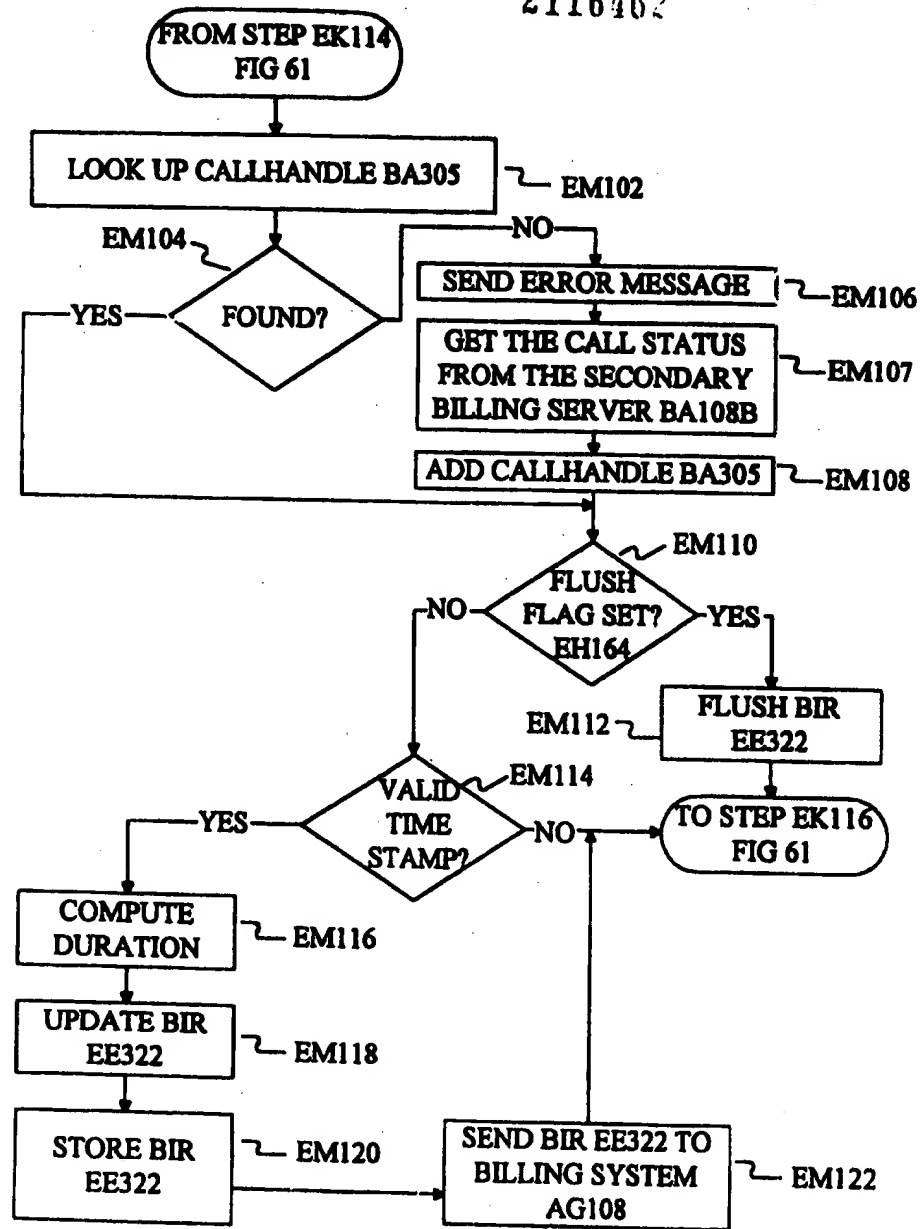 FROM STEP EK114
FIG 61
LOOK UP CALLHANDLE BA305
EM102
EM104
NO
FOUND?
YES
SEND ERROR MESSAGE
EM106
GET THE CALL STATUS
FROM THE SECONDARY
BILLING SERVER BA108B
EM107
ADD CALLHANDLE BA305
EM108
EM110
FLUSH
FLAG SET?
EH164
NO
YES
FLUSH BIR
EE322
EM112
EM114
VALID
TIME
STAMP?
YES
NO
TO STEP EK116
FIG 61
COMPUTE
DURATION
EM116
UPDATE BIR
EE322
EM118
STORE BIR
EE322
EM120
SEND BIR EE322 TO
BILLING SYSTEM
AG108
EM122